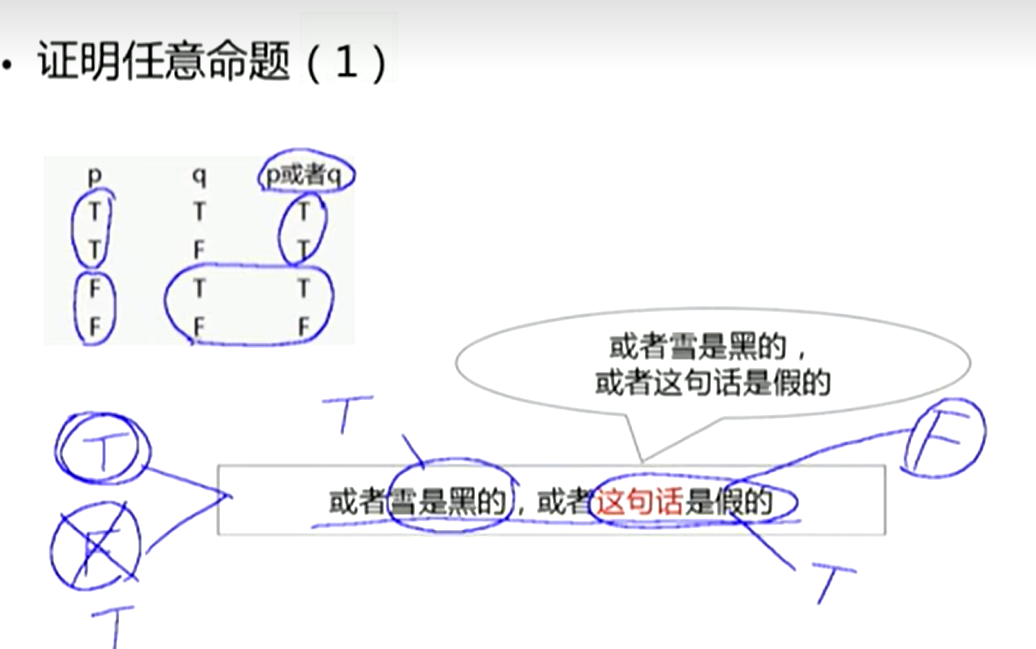 • 证明任意命题（1）
p q p或者q
T T T
T F T
F T T
F F F
或者雪是黑的，
或者这句话是假的
T
T
F
或者雪是黑的，或者这句话是假的
F
T
T